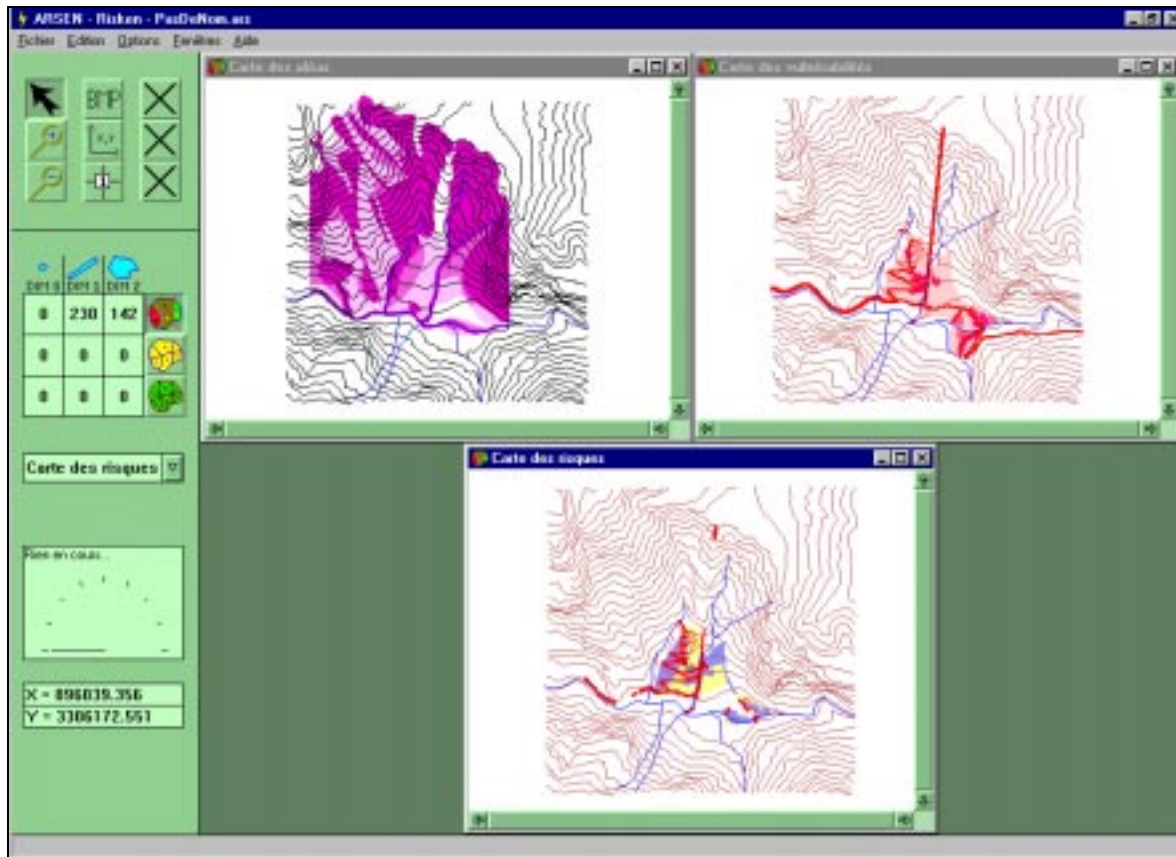 ARSEN - Risken - PasDeNom.ars
Fichier Edition Options Fenêtres Aide
Carte des aléas
Carte des vulnérabilités
BMP
x,y
DIM 0 DIM 1 DIM 2
0 230 142
0 0 0
0 0 0
Carte des risques
Carte des risques
Rien en cours...
X = 896039.356
Y = 3306172.551